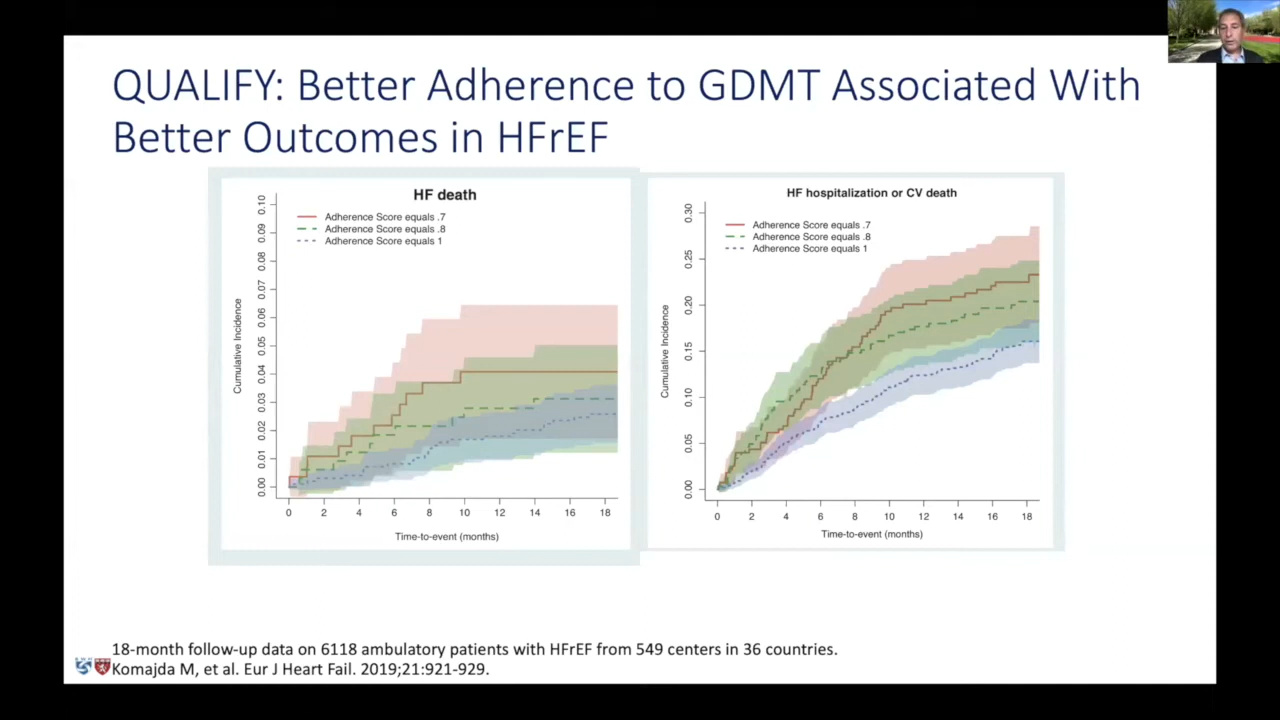 QUALIFY: Better Adherence to GDMT Associated With
Better Outcomes in HFrEF
HF death
Adherence Score equals .7
Adherence Score equals .8
Adherence Score equals 1
Cumulative Incidence
0.10
0.09
0.08
0.07
0.06
0.05
0.04
0.03
0.02
0.01
0.00
0 2 4 6 8 10 12 14 16 18
Time-to-event (months)
HF hospitalization or CV death
Adherence Score equals .7
Adherence Score equals .8
Adherence Score equals 1
Cumulative Incidence
0.30
0.25
0.20
0.15
0.10
0.05
0.00
0 2 4 6 8 10 12 14 16 18
Time-to-event (months)
18-month follow-up data on 6118 ambulatory patients with HFrEF from 549 centers in 36 countries.
Komajda M, et al. Eur J Heart Fail. 2019;21:921-929.